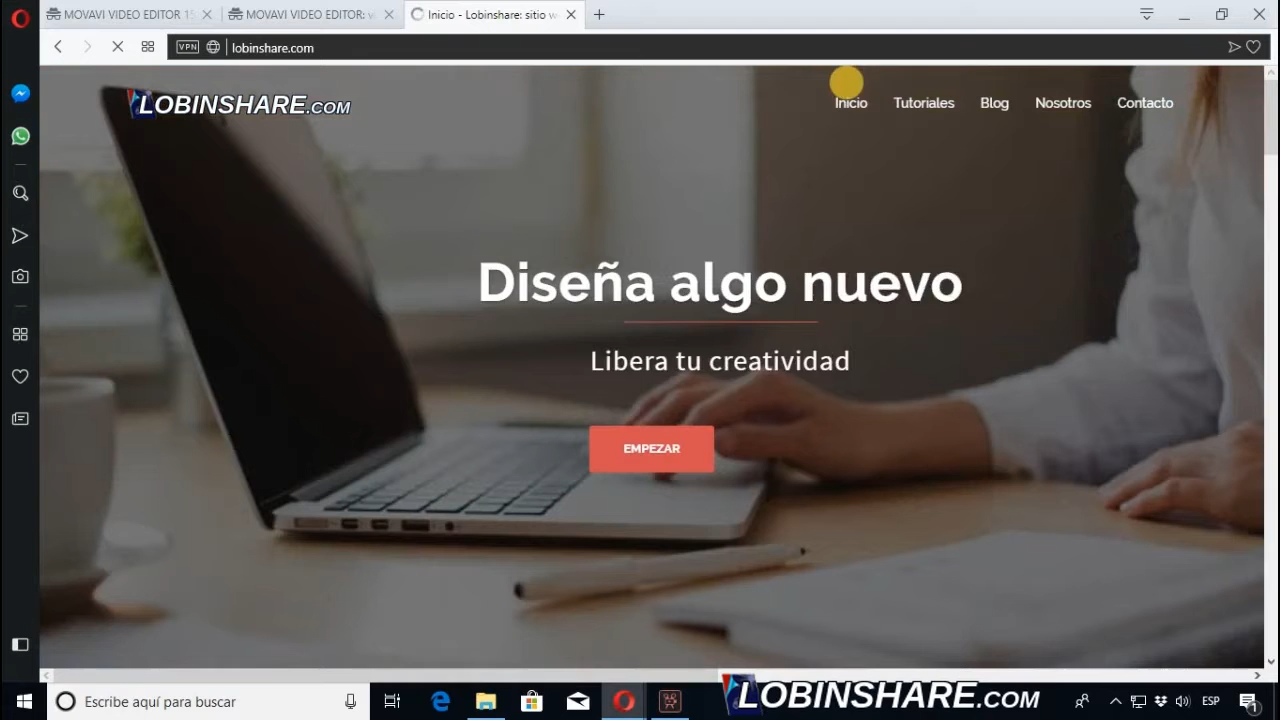 MOVAVI VIDEO EDITOR 15
MOVAVI VIDEO EDITOR: v
Inicio - Lobinshare: sitio w
VPN
lobinshare.com
LOBINSHARE.COM
Inicio
Tutoriales
Blog
Nosotros
Contacto
Diseña algo nuevo
Libera tu creatividad
EMPEZAR
Escribe aquí para buscar
LOBINSHARE.COM
ESP
1